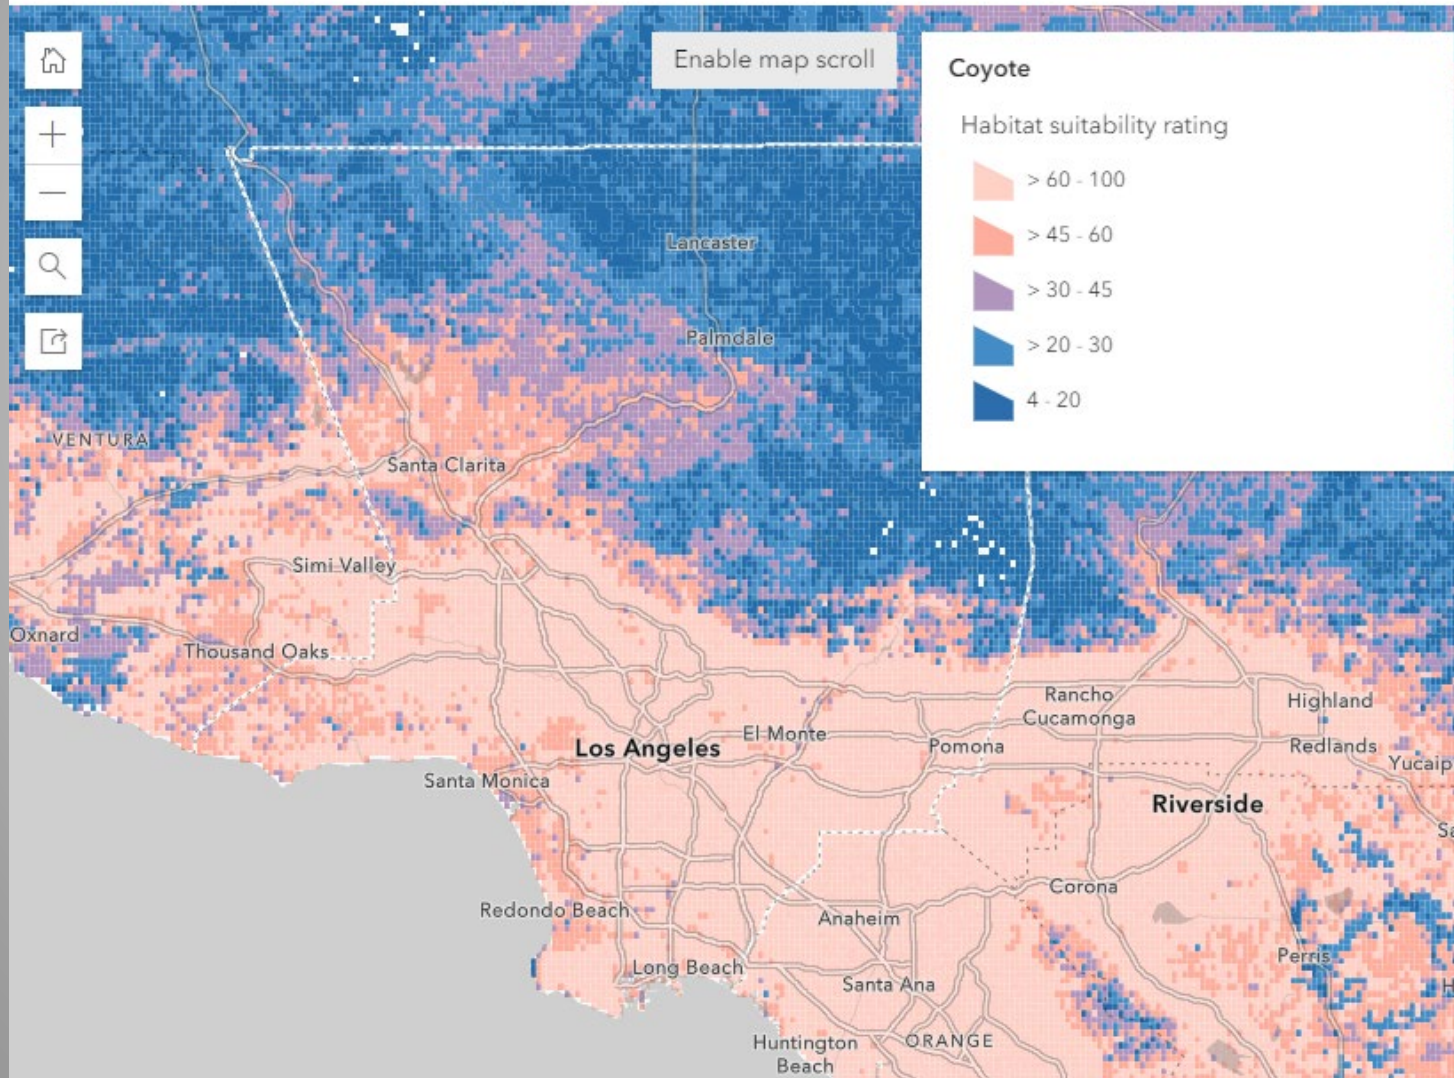 Enable map scroll
Coyote
Habitat suitability rating
> 60 - 100
> 45 - 60
> 30 - 45
> 20 - 30
4 - 20
Lancaster
Palmdale
VENTURA
Santa Clarita
Simi Valley
Oxnard
Thousand Oaks
Rancho
Cucamonga
Highland
Los Angeles
El Monte
Pomona
Redlands
Yucaip
Santa Monica
Riverside
Sa
Corona
Redondo Beach
Anaheim
Perris
Long Beach
Santa Ana
H
Huntington
Beach
ORANGE